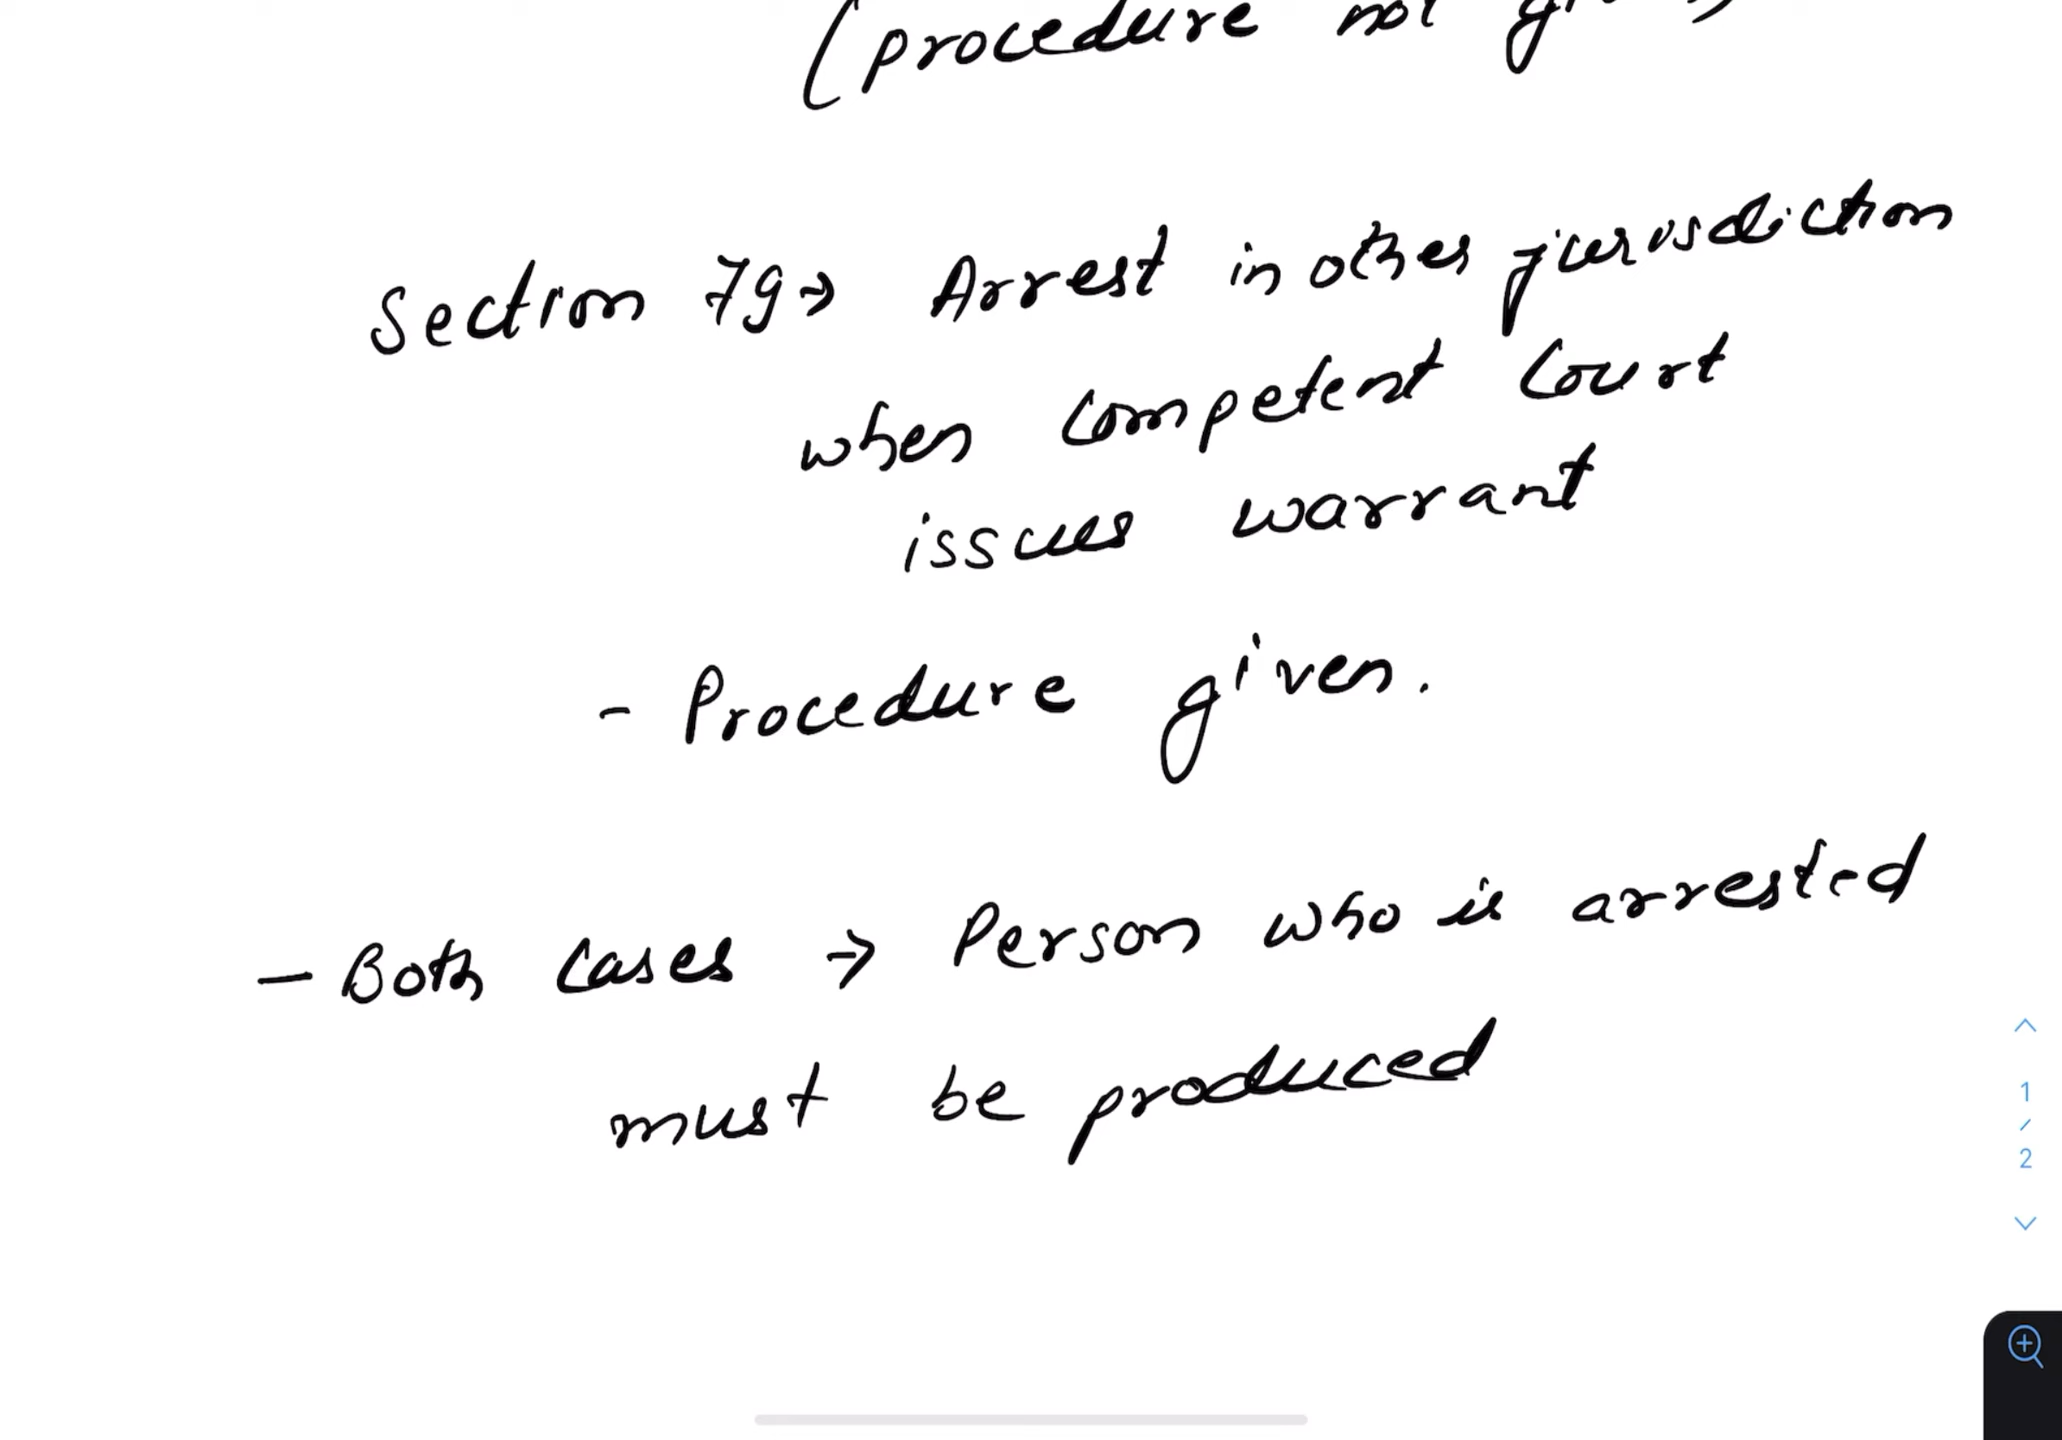 (procedure not
Section 79→ Arrest in other jurisdiction
when competent Court
issues warrant
- Procedure given.
- Both cases → Person who is arrested
must be produced
1
/
2